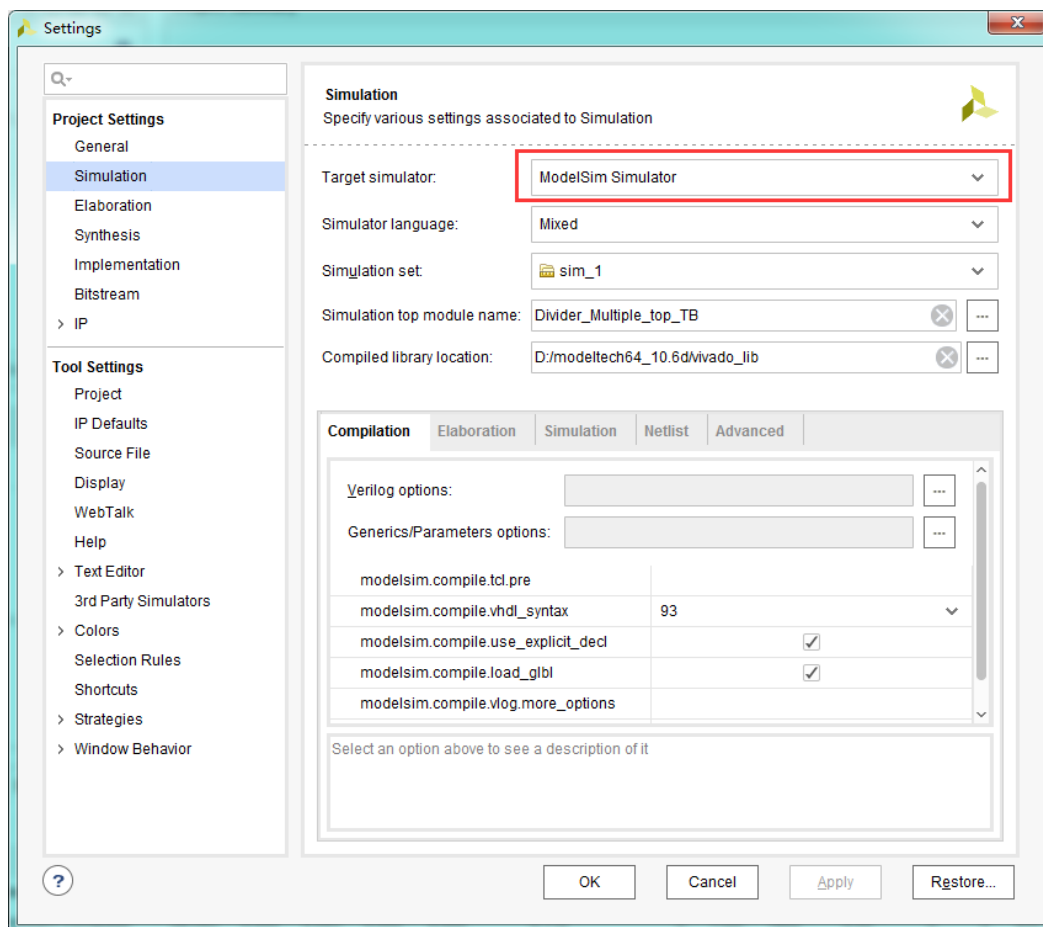 Settings
Project Settings
General
Simulation
Elaboration
Synthesis
Implementation
Bitstream
IP
Tool Settings
Project
IP Defaults
Source File
Display
WebTalk
Help
Text Editor
3rd Party Simulators
Colors
Selection Rules
Shortcuts
Strategies
Window Behavior
Simulation
Specify various settings associated to Simulation
Target simulator: ModelSim Simulator
Simulator language: Mixed
Simulation set: sim_1
Simulation top module name: Divider_Multiple_top_TB
Compiled library location: D:/modeltech64_10.6d/vivado_lib
Compilation Elaboration Simulation Netlist Advanced
Verilog options:
Generics/Parameters options:
modelsim.compile.tcl.pre
modelsim.compile.vhdl_syntax 93
modelsim.compile.use_explicit_decl
modelsim.compile.load_glbl
modelsim.compile.vlog.more_options
Select an option above to see a description of it
? OK Cancel Apply Restore...